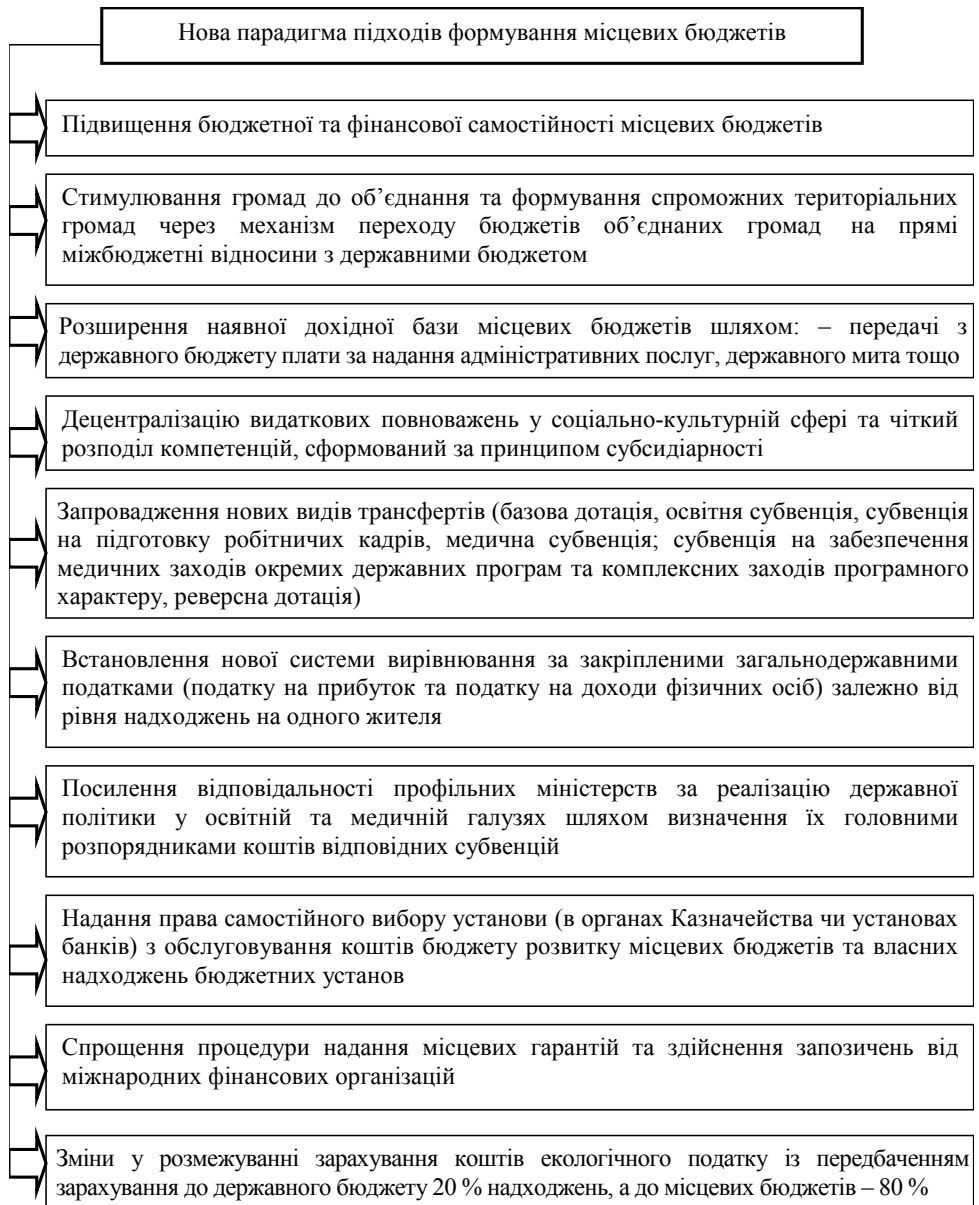 Нова парадигма підходів формування місцевих бюджетів
Підвищення бюджетної та фінансової самостійності місцевих бюджетів
Стимулювання громад до об’єднання та формування спроможних територіальних
громад через механізм переходу бюджетів об’єднаних громад на прямі
міжбюджетні відносини з державними бюджетом
Розширення наявної дохідної бази місцевих бюджетів шляхом: – передачі з
державного бюджету плати за надання адміністративних послуг, державного мита тощо
Децентралізацію видаткових повноважень у соціально-культурній сфері та чіткий
розподіл компетенцій, сформований за принципом субсидіарності
Запровадження нових видів трансфертів (базова дотація, освітня субвенція, субвенція
на підготовку робітничих кадрів, медична субвенція; субвенція на забезпечення
медичних заходів окремих державних програм та комплексних заходів програмного
характеру, реверсна дотація)
Встановлення нової системи вирівнювання за закріпленими загальнодержавними
податками (податку на прибуток та податку на доходи фізичних осіб) залежно від
рівня надходжень на одного жителя
Посилення відповідальності профільних міністерств за реалізацію державної
політики у освітній та медичній галузях шляхом визначення їх головними
розпорядниками коштів відповідних субвенцій
Надання права самостійного вибору установи (в органах Казначейства чи установах
банків) з обслуговування коштів бюджету розвитку місцевих бюджетів та власних
надходжень бюджетних установ
Спрощення процедури надання місцевих гарантій та здійснення запозичень від
міжнародних фінансових організацій
Зміни у розмежуванні зарахування коштів екологічного податку із передбаченням
зарахування до державного бюджету 20 % надходжень, а до місцевих бюджетів – 80 %